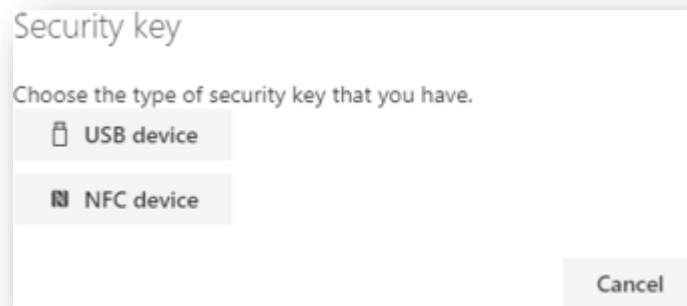 Security key
Choose the type of security key that you have.
USB device
NFC device
Cancel